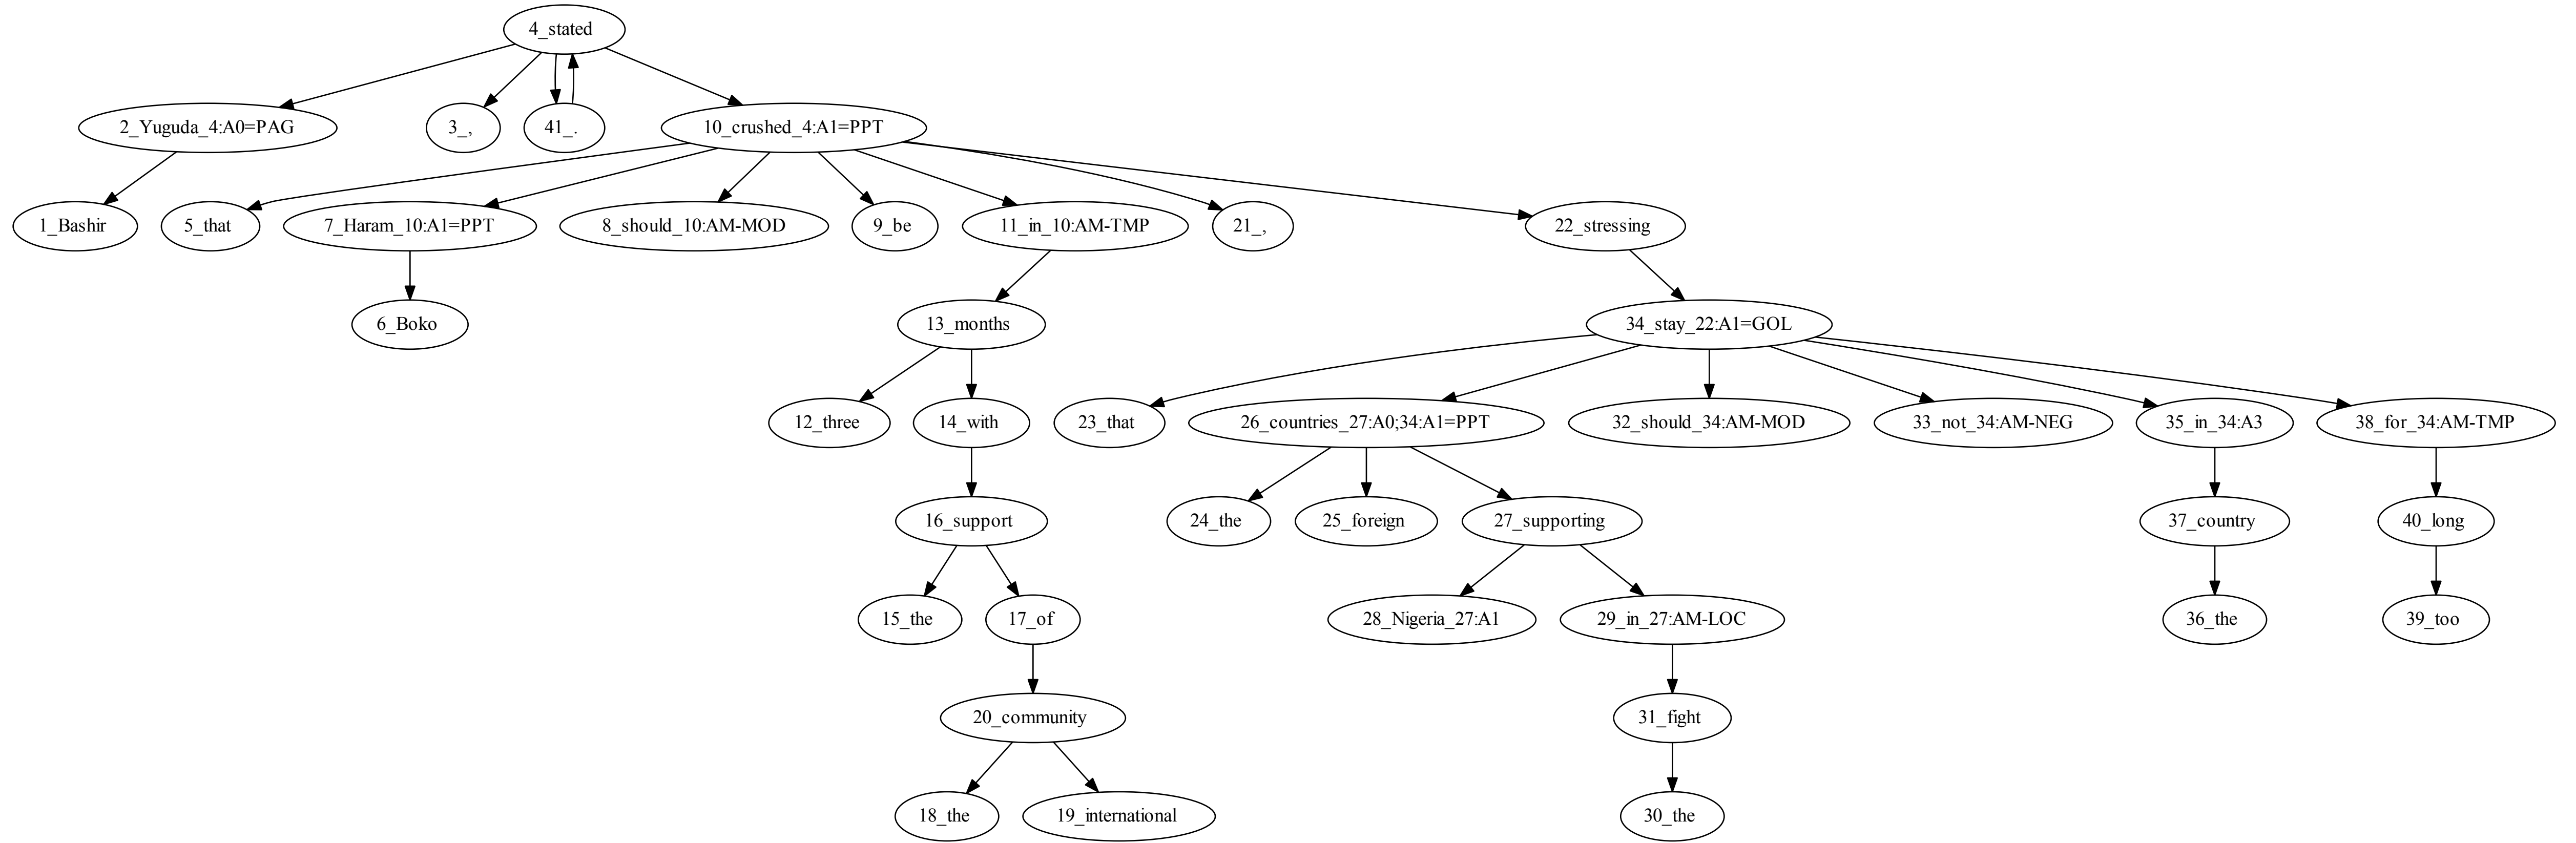 4_stated
2_Yuguda_4:A0=PAG
3_,
41_.
10_crushed_4:A1=PPT
1_Bashir
5_that
7_Haram_10:A1=PPT
8_should_10:AM-MOD
9_be
11_in_10:AM-TMP
21_,
22_stressing
6_Boko
13_months
34_stay_22:A1=GOL
12_three
14_with
23_that
26_countries_27:A0;34:A1=PPT
32_should_34:AM-MOD
33_not_34:AM-NEG
35_in_34:A3
38_for_34:AM-TMP
16_support
24_the
25_foreign
27_supporting
37_country
40_long
15_the
17_of
28_Nigeria_27:A1
29_in_27:AM-LOC
36_the
39_too
20_community
31_fight
18_the
19_international
30_the